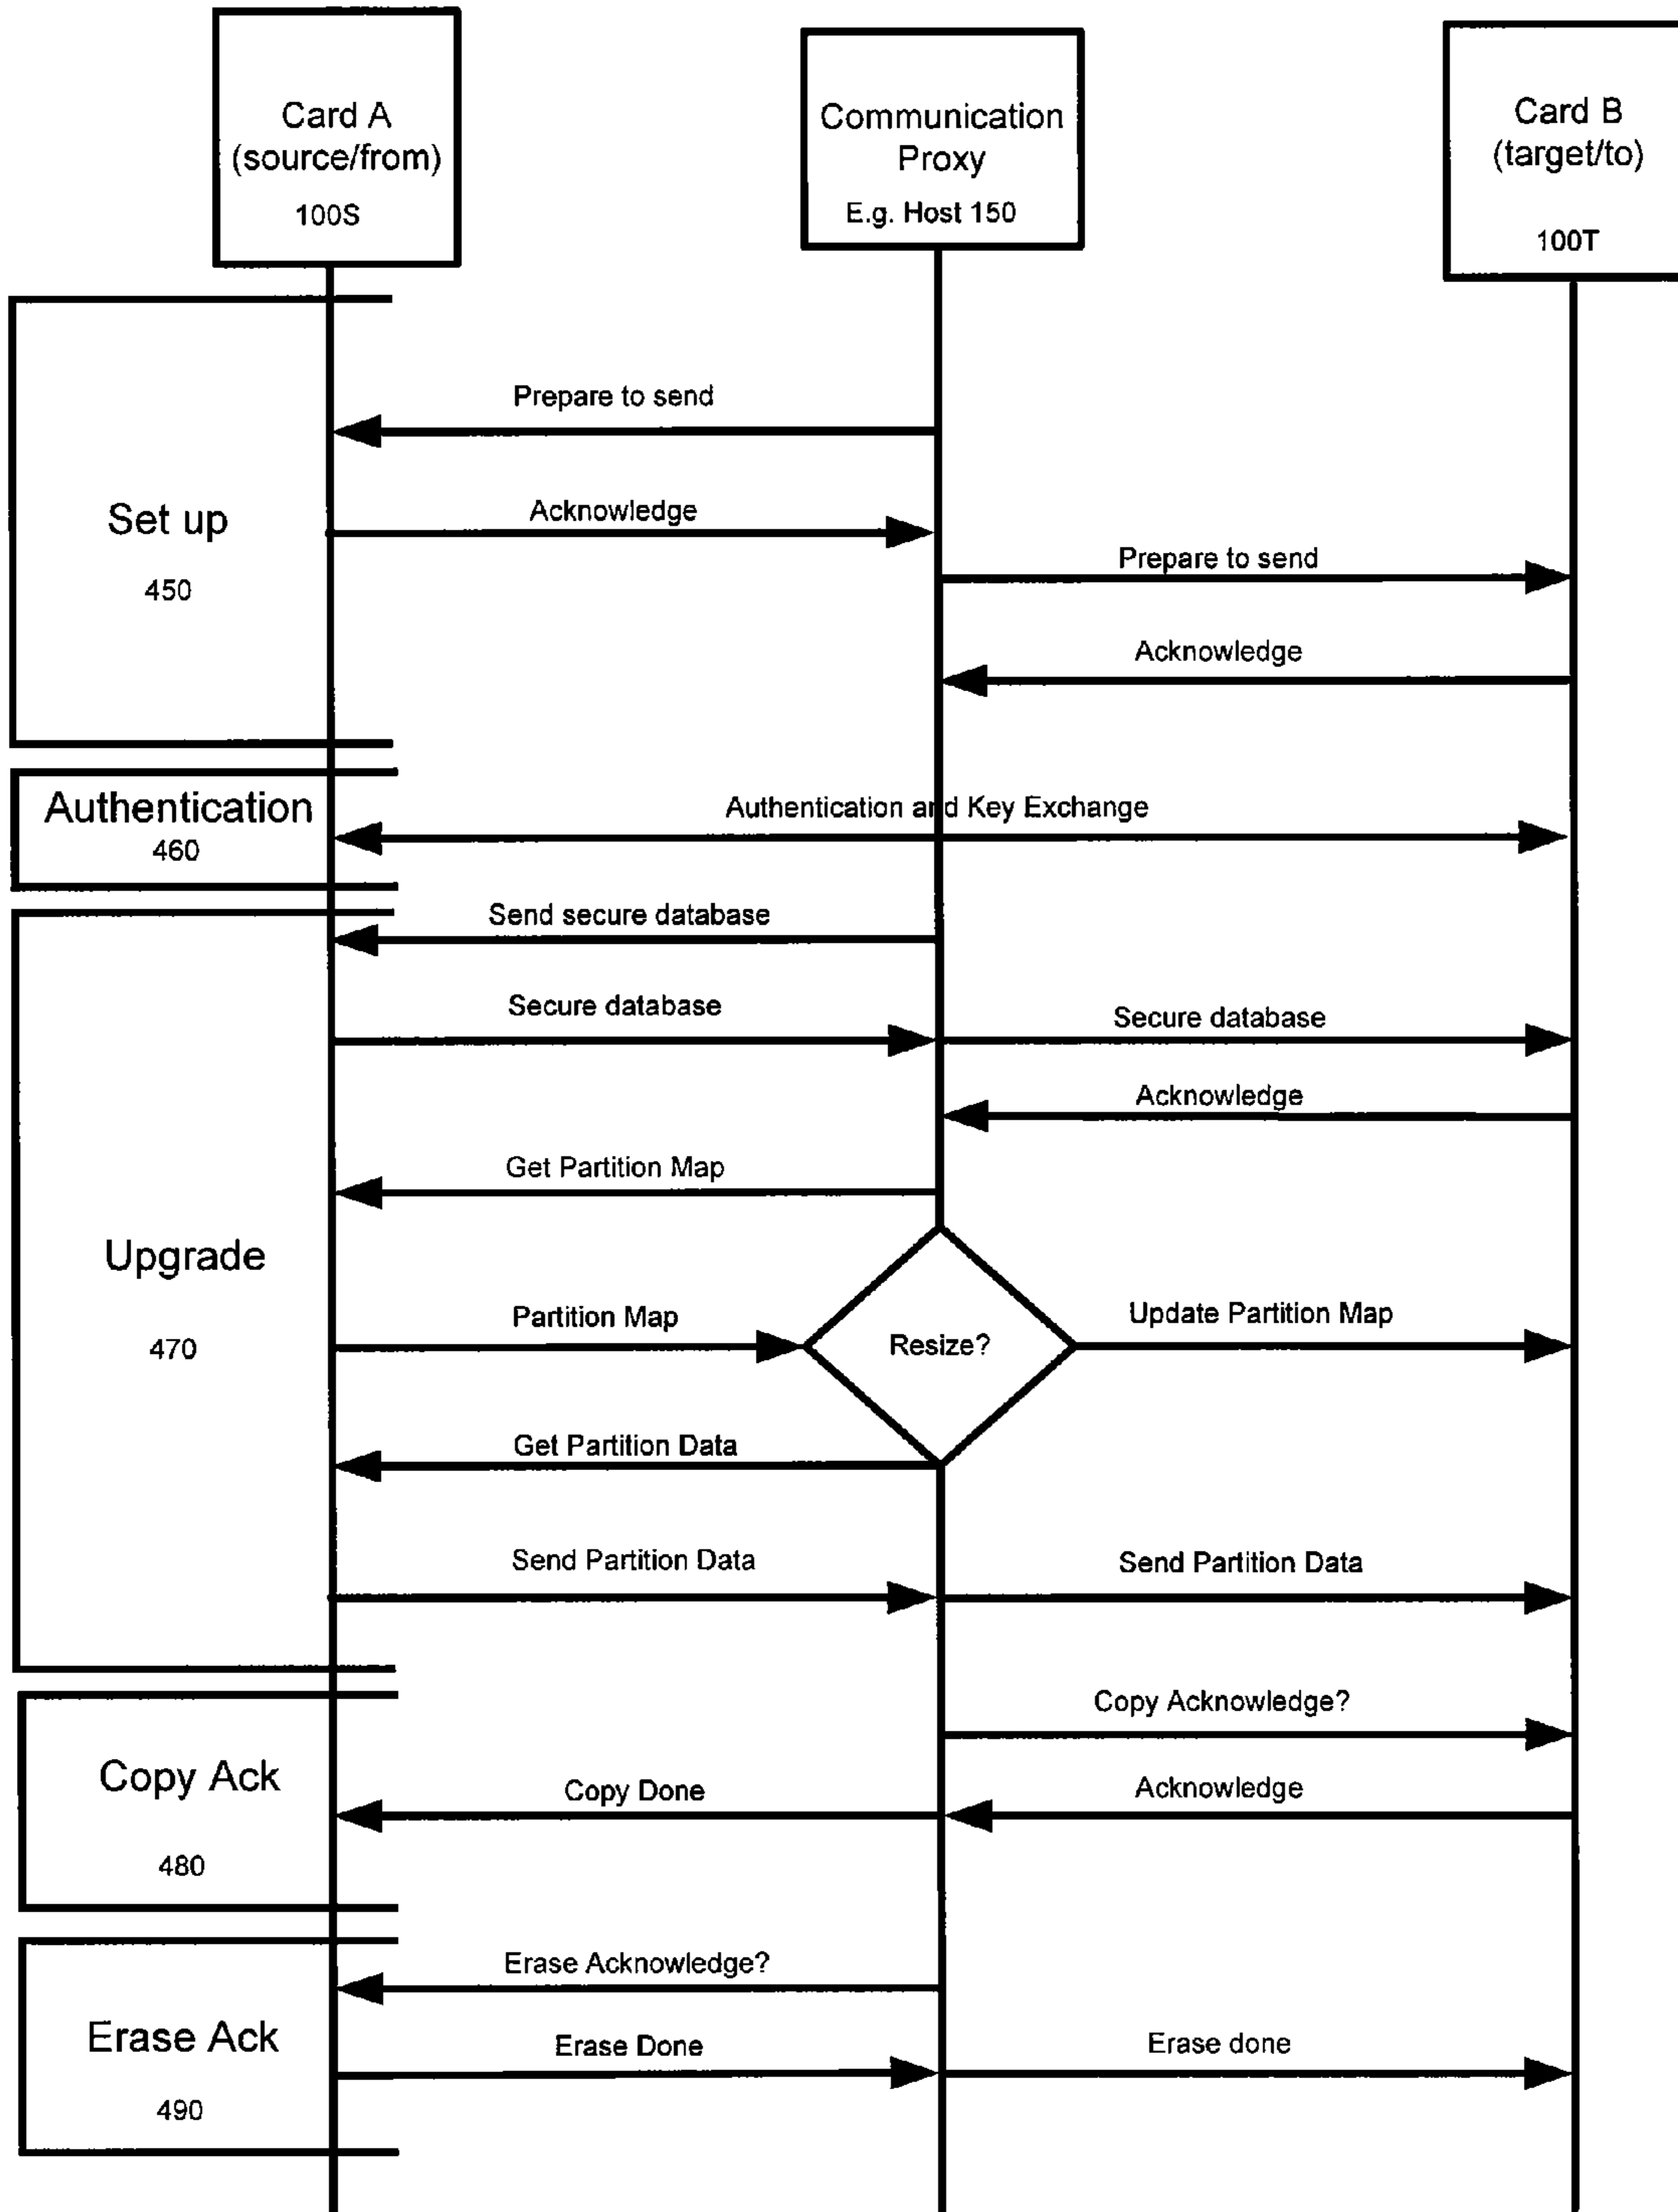 Card A
(source/from)
100S
Communication
Proxy
E.g. Host 150
Card B
(target/to)
100T
Prepare to send
Set up
450
Acknowledge
Prepare to send
Acknowledge
Authentication
460
Authentication and Key Exchange
Send secure database
Secure database
Secure database
Acknowledge
Get Partition Map
Upgrade
470
Partition Map
Resize?
Update Partition Map
Get Partition Data
Send Partition Data
Send Partition Data
Copy Acknowledge?
Copy Ack
480
Copy Done
Acknowledge
Erase Acknowledge?
Erase Ack
490
Erase Done
Erase done